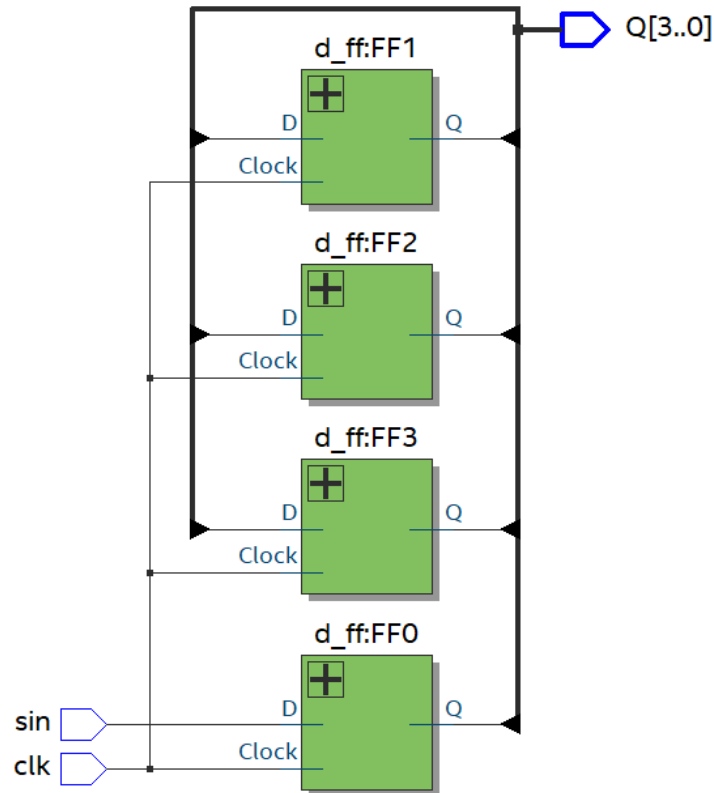 Q[3..0]
d_ff:FF1
D
Q
Clock
d_ff:FF2
D
Q
Clock
d_ff:FF3
D
Q
Clock
d_ff:FF0
sin
D
Q
clk
Clock